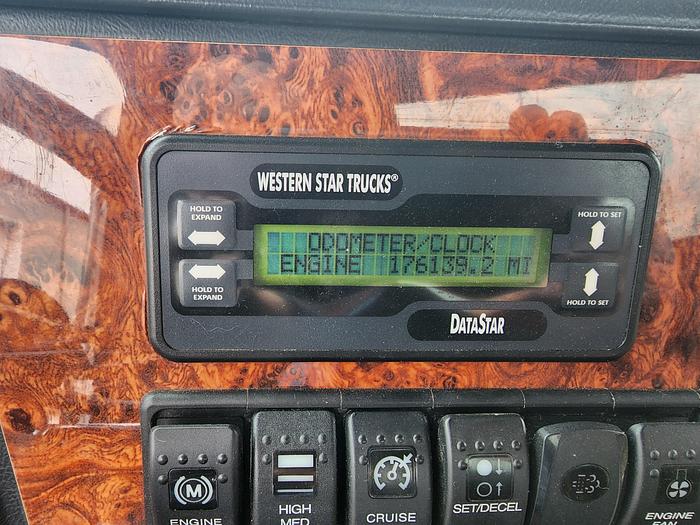 WESTERN STAR TRUCKS®
HOLD TO
EXPAND
HOLD TO SET
ODOMETER/CLOCK
ENGINE 176139.2 MI
HOLD TO
EXPAND
HOLD TO SET
DATASTAR
M
ENGINE
HIGH
MED
CRUISE
SET/DECEL
ENGINE
FAN